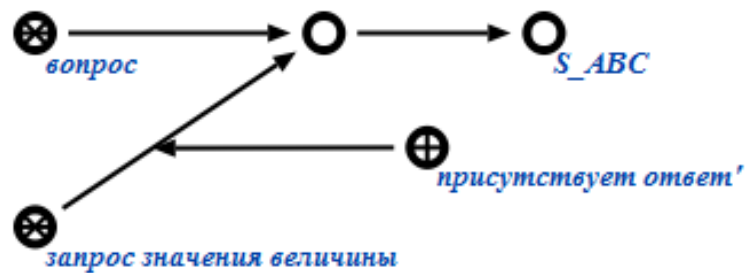 вопрос
S_ABC
присутствует ответ'
запрос значения величины